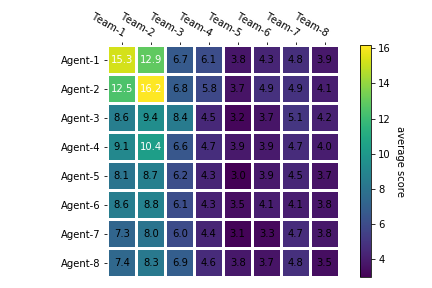 Team-1 Team-2 Team-3 Team-4 Team-5 Team-6 Team-7 Team-8
Agent-1 15.3 12.9 6.7 6.1 3.8 4.3 4.8 3.9
Agent-2 12.5 16.2 6.8 5.8 3.7 4.9 4.9 4.1
Agent-3 8.6 9.4 8.4 4.5 3.2 3.7 5.1 4.2
Agent-4 9.1 10.4 6.6 4.7 3.9 3.9 4.7 4.0
Agent-5 8.1 8.7 6.2 4.3 3.0 3.9 4.5 3.7
Agent-6 8.6 8.8 6.1 4.3 3.5 4.1 4.1 3.8
Agent-7 7.3 8.0 6.0 4.4 3.1 3.3 4.7 3.8
Agent-8 7.4 8.3 6.9 4.6 3.8 3.7 4.8 3.5
16
14
12
10
8
6
4
average score